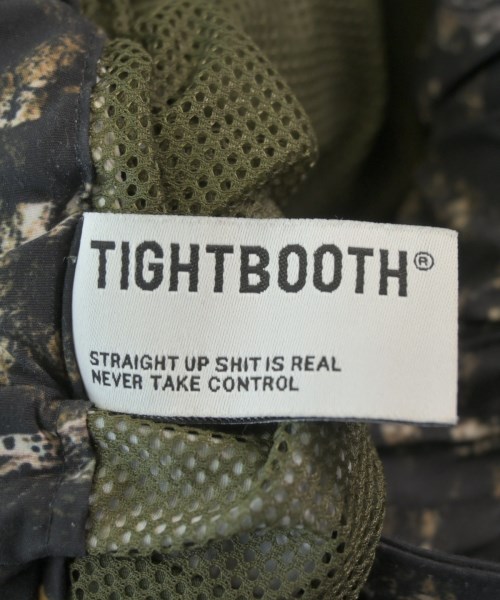 TIGHTBOOTH®
STRAIGHT UP SHIT IS REAL
NEVER TAKE CONTROL